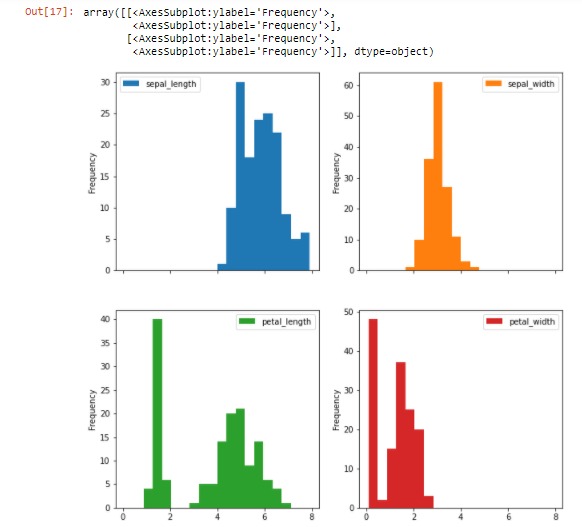 Out[17]: array([[<AxesSubplot:ylabel='Frequency'>,
<AxesSubplot:ylabel='Frequency'>],
[<AxesSubplot:ylabel='Frequency'>,
<AxesSubplot:ylabel='Frequency'>]], dtype=object)
sepal_length
Frequency
30
25
20
15
10
5
0
sepal_width
Frequency
60
50
40
30
20
10
0
petal_length
Frequency
40
35
30
25
20
15
10
5
0
0 2 4 6 8
petal_width
Frequency
50
40
30
20
10
0
0 2 4 6 8